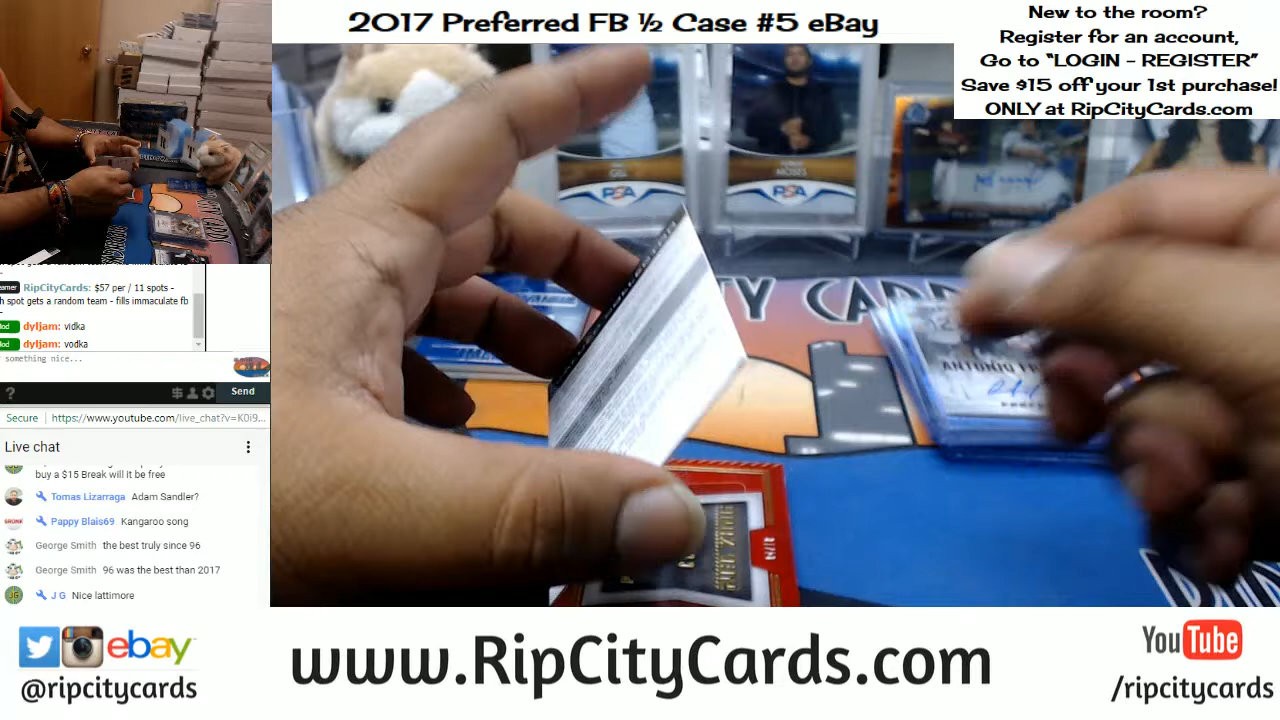 2017 Preferred FB ½ Case #5 eBay
New to the room?
Register for an account,
Go to “LOGIN - REGISTER”
Save $15 off your 1st purchase!
ONLY at RipCityCards.com
RipCityCards: $57 per / 11 spots -
spot gets a random team - fills immaculate fb
dyljam: vidka
dyljam: vodka
something nice...
?
Send
Secure
https://www.youtube.com/live_chat?v=K0i9...
Live chat
buy a $15 Break will it be free
Tomas Lizarraga Adam Sandler?
Pappy Blais69 Kangaroo song
George Smith the best truly since 96
George Smith 96 was the best than 2017
J G Nice lattimore
PSA
MOSES
PSA
TY CARD
ANTONIO
ebay
@ripcitycards
www.RipCityCards.com
YouTube
/ripcitycards